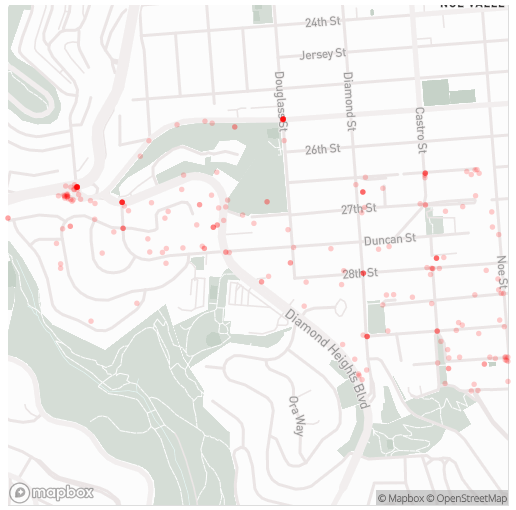 NOE VALLE
24th St
Jersey St
Douglass St
Diamond St
Castro St
26th St
27th St
Duncan St
28th St
Noe St
Diamond Heights Blvd
Ora Way
mapbox
© Mapbox © OpenStreetMap